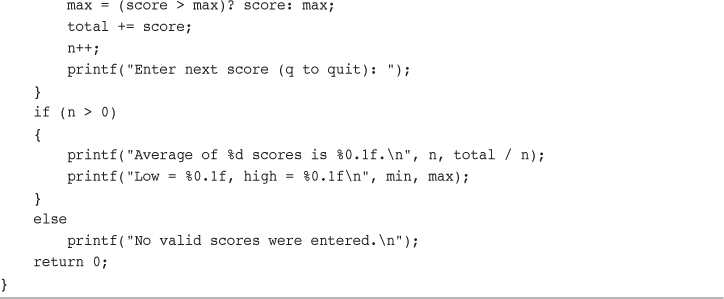 max = (score > max)? score: max;
        total += score;
        n++;
        printf("Enter next score (q to quit): ");
    }
    if (n > 0)
    {
        printf("Average of %d scores is %0.1f.\n", n, total / n);
        printf("Low = %0.1f, high = %0.1f\n", min, max);
    }
    else
        printf("No valid scores were entered.\n");
    return 0;
}